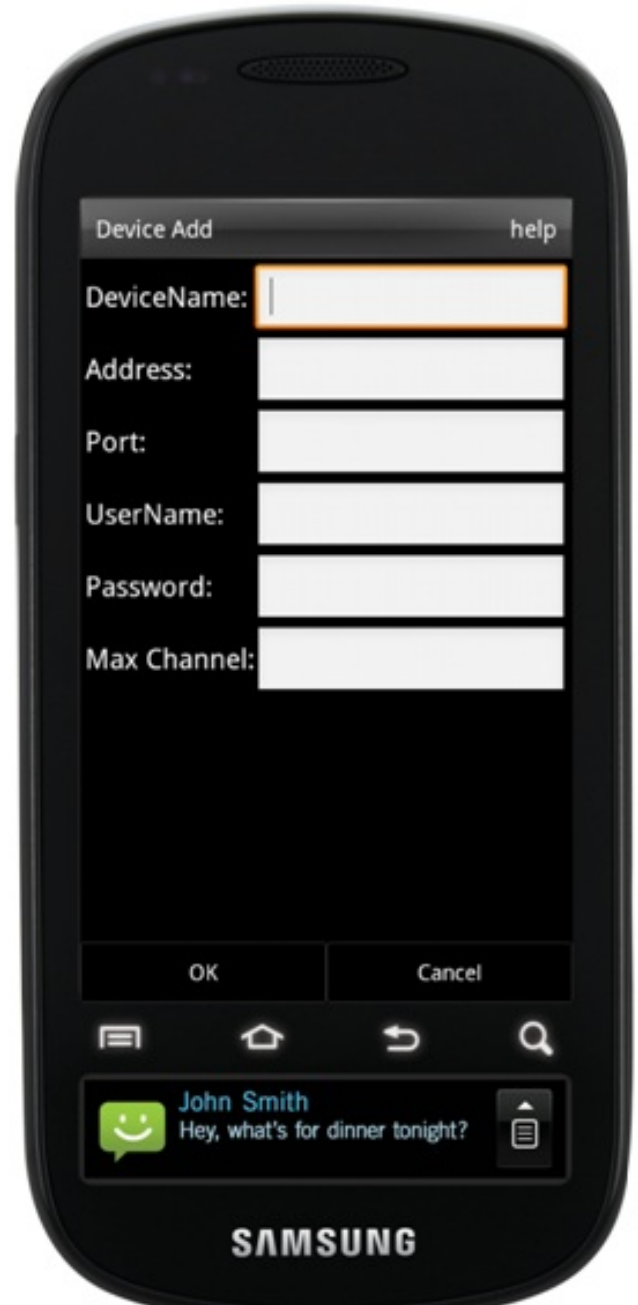 Device Add help
DeviceName:
Address:
Port:
UserName:
Password:
Max Channel:
OK Cancel
John Smith
Hey, what's for dinner tonight?
SAMSUNG